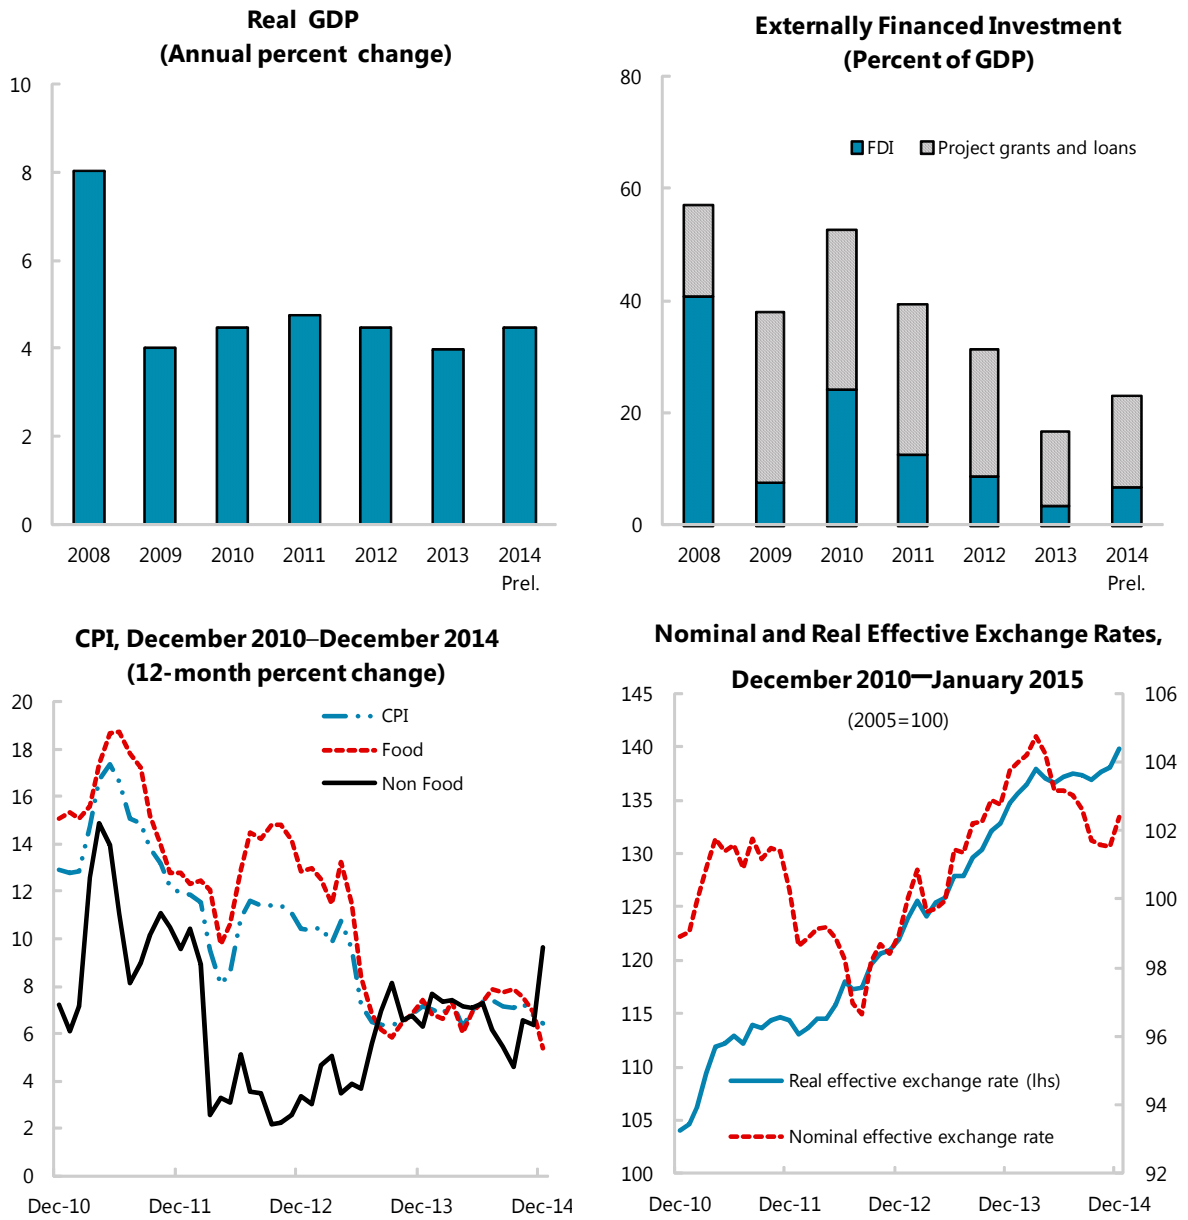 Real GDP
(Annual percent change)
10
8
6
4
2
0
2008 2009 2010 2011 2012 2013 2014
Prel.
Externally Financed Investment
(Percent of GDP)
80
FDI Project grants and loans
60
40
20
0
2008 2009 2010 2011 2012 2013 2014
Prel.
CPI, December 2010–December 2014
(12-month percent change)
20
18
16
14
12
10
8
6
4
2
0
CPI
Food
Non Food
Dec-10 Dec-11 Dec-12 Dec-13 Dec-14
Nominal and Real Effective Exchange Rates,
December 2010—January 2015
(2005=100)
145
140
135
130
125
120
115
110
105
100
106
104
102
100
98
96
94
92
Real effective exchange rate (lhs)
Nominal effective exchange rate
Dec-10 Dec-11 Dec-12 Dec-13 Dec-14